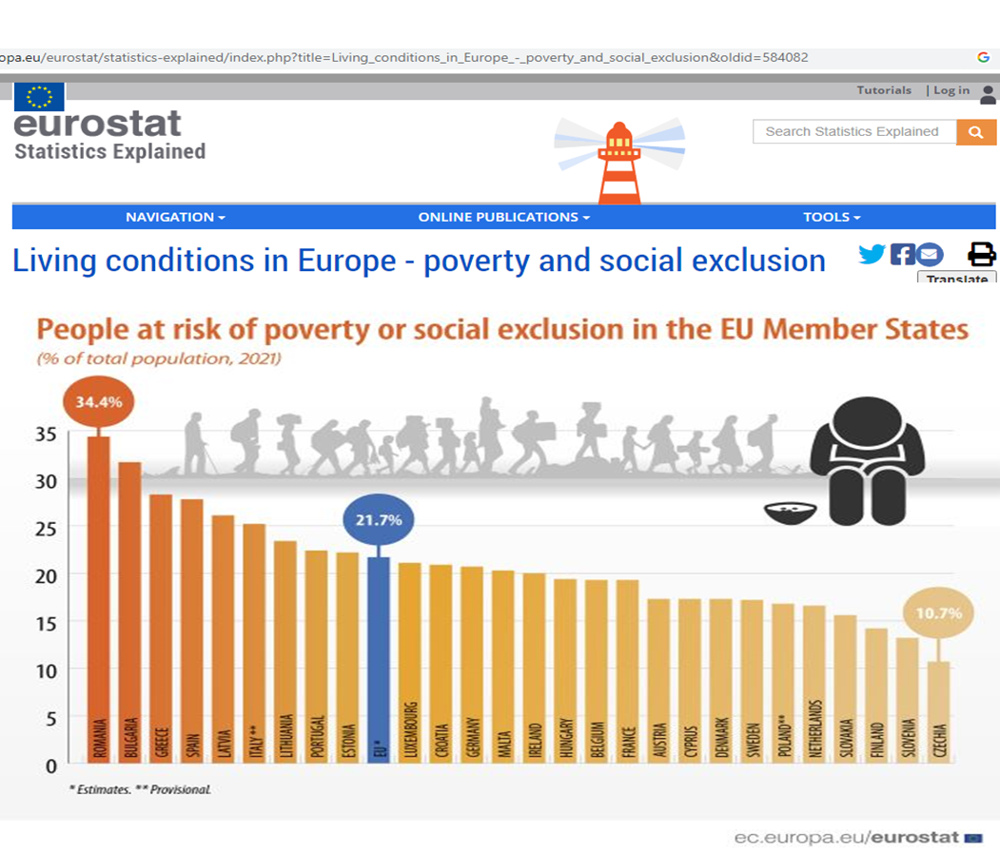 opa.eu/eurostat/statistics-explained/index.php?title=Living_conditions_in_Europe_-_poverty_and_social_exclusion&oldid=584082
Tutorials | Log in
eurostat
Statistics Explained
Search Statistics Explained
NAVIGATION ONLINE PUBLICATIONS TOOLS
Living conditions in Europe - poverty and social exclusion
Translate
People at risk of poverty or social exclusion in the EU Member States
(% of total population, 2021)
34.4%
21.7%
10.7%
35
30
25
20
15
10
5
0
ROMANIA
BULGARIA
GREECE
SPAIN
LATVIA
ITALY**
LITHUANIA
PORTUGAL
ESTONIA
EU*
LUXEMBOURG
CROATIA
GERMANY
MALTA
IRELAND
HUNGARY
BELGIUM
FRANCE
AUSTRIA
CYPRUS
DENMARK
SWEDEN
POLAND**
NETHERLANDS
SLOVAKIA
FINLAND
SLOVENIA
CZECHIA
* Estimates. ** Provisional.
ec.europa.eu/eurostat